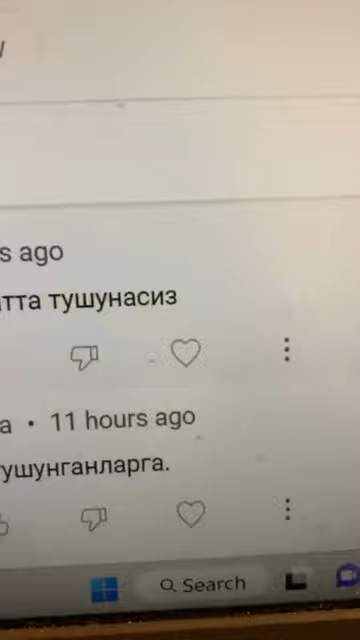 s ago
тта тушунасиз
a • 11 hours ago
ушунганларга.
Search